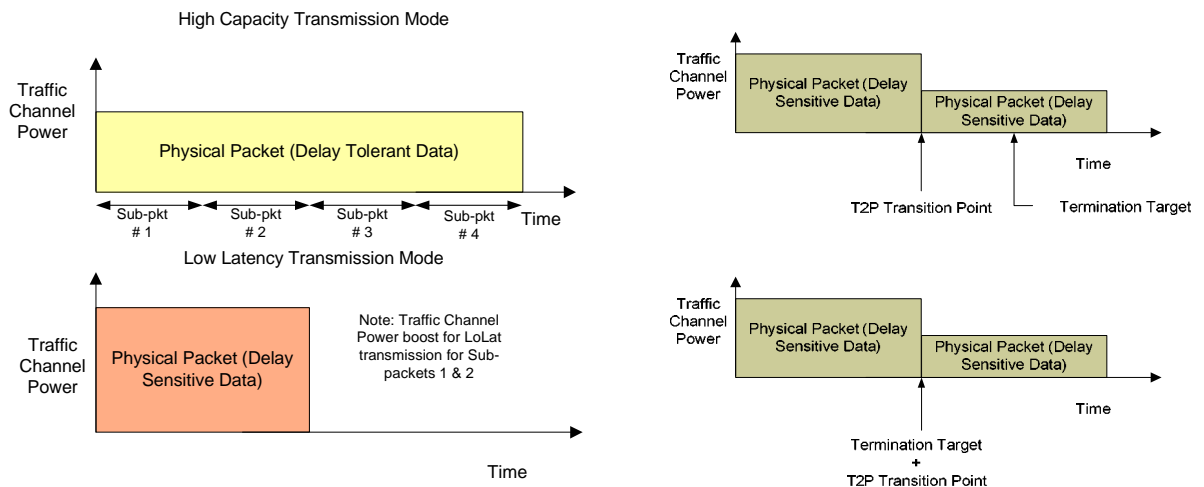 High Capacity Transmission Mode
Traffic
Channel
Power
Physical Packet (Delay Tolerant Data)
Sub-pkt
# 1
Sub-pkt
# 2
Sub-pkt
# 3
Sub-pkt
# 4
Time
Low Latency Transmission Mode
Traffic
Channel
Power
Physical Packet (Delay
Sensitive Data)
Note: Traffic Channel
Power boost for LoLat
transmission for Sub-
packets 1 & 2
Time
Traffic
Channel
Power
Physical Packet (Delay
Sensitive Data)
Physical Packet (Delay
Sensitive Data)
Time
T2P Transition Point
Termination Target
Traffic
Channel
Power
Physical Packet (Delay
Sensitive Data)
Physical Packet (Delay
Sensitive Data)
Time
Termination Target
+
T2P Transition Point